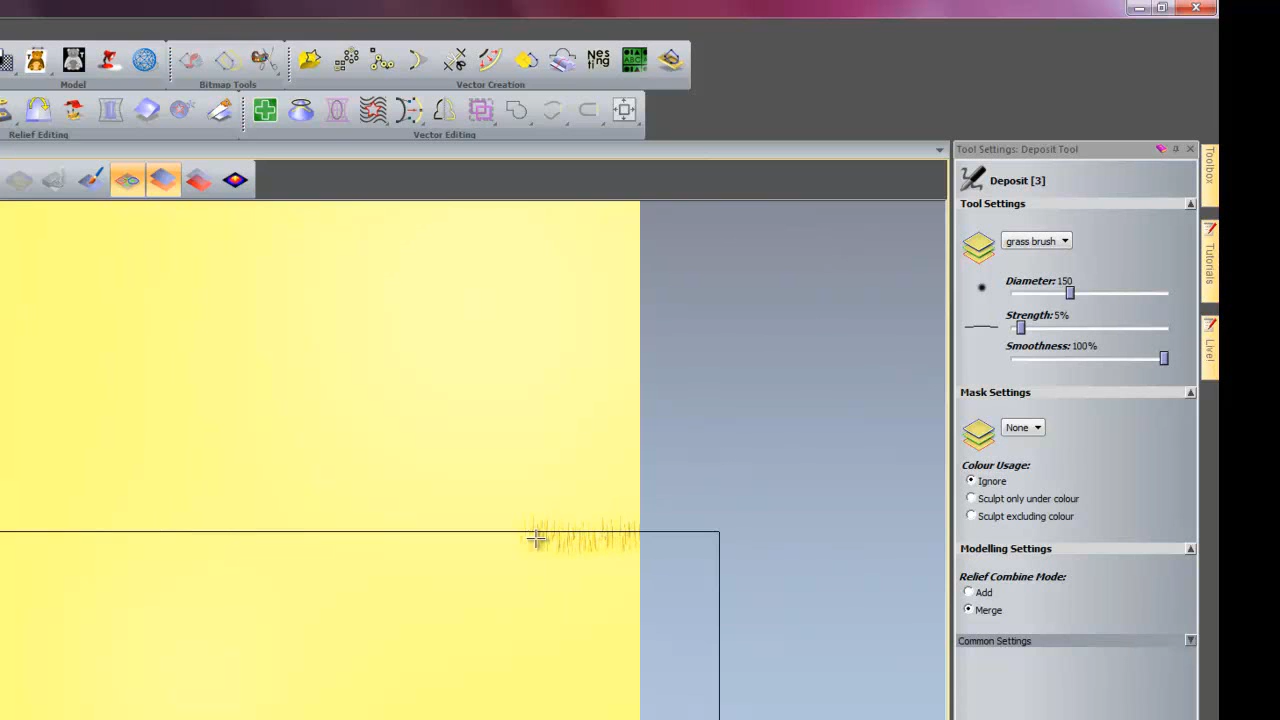 Nes
ting
ABC
Model
Bitmap Tools
Vector Creation
Relief Editing
Vector Editing
Tool Settings: Deposit Tool
Toolbox
Deposit [3]
Tool Settings
grass brush
Tutorials
Diameter: 150
Strength: 5%
Live!
Smoothness: 100%
Mask Settings
None
Colour Usage:
Ignore
Sculpt only under colour
Sculpt excluding colour
Modelling Settings
Relief Combine Mode:
Add
Merge
Common Settings